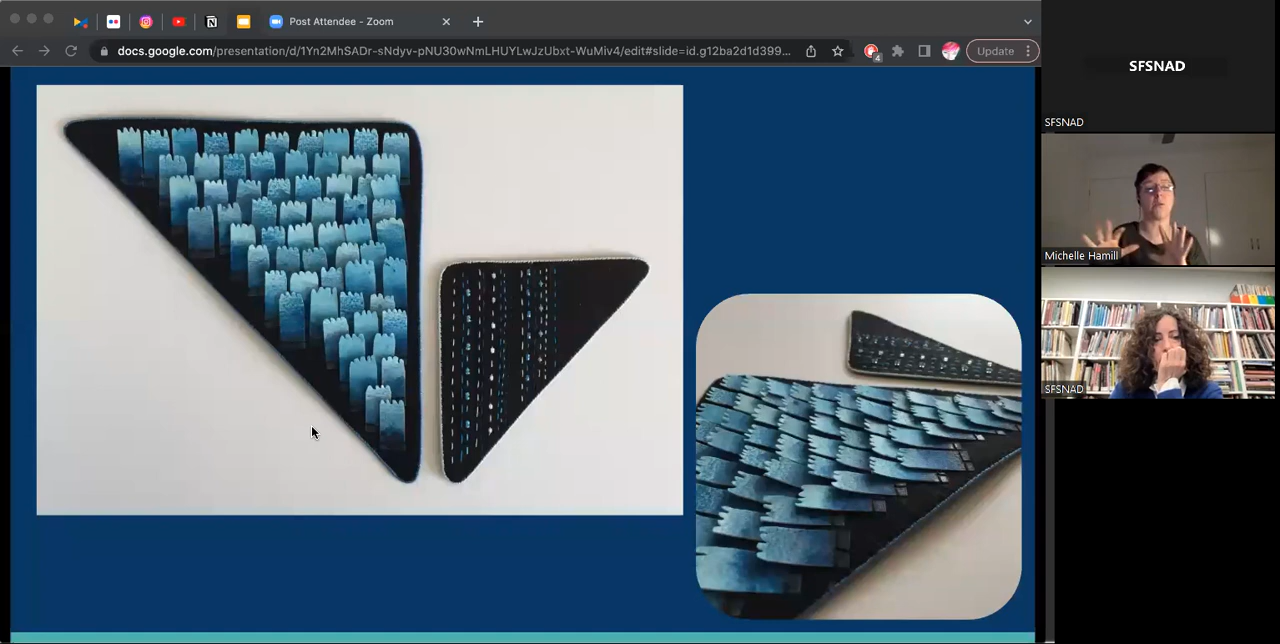 Post Attendee - Zoom
docs.google.com/presentation/d/1Yn2MhSADr-sNdyv-pNU30wNmLHUYLwJzUbxt-WuMiv4/edit#slide=id.g12ba2d1d399...
4
Update
SFSNAD
SFSNAD
Michelle Hamill
SFSNAD